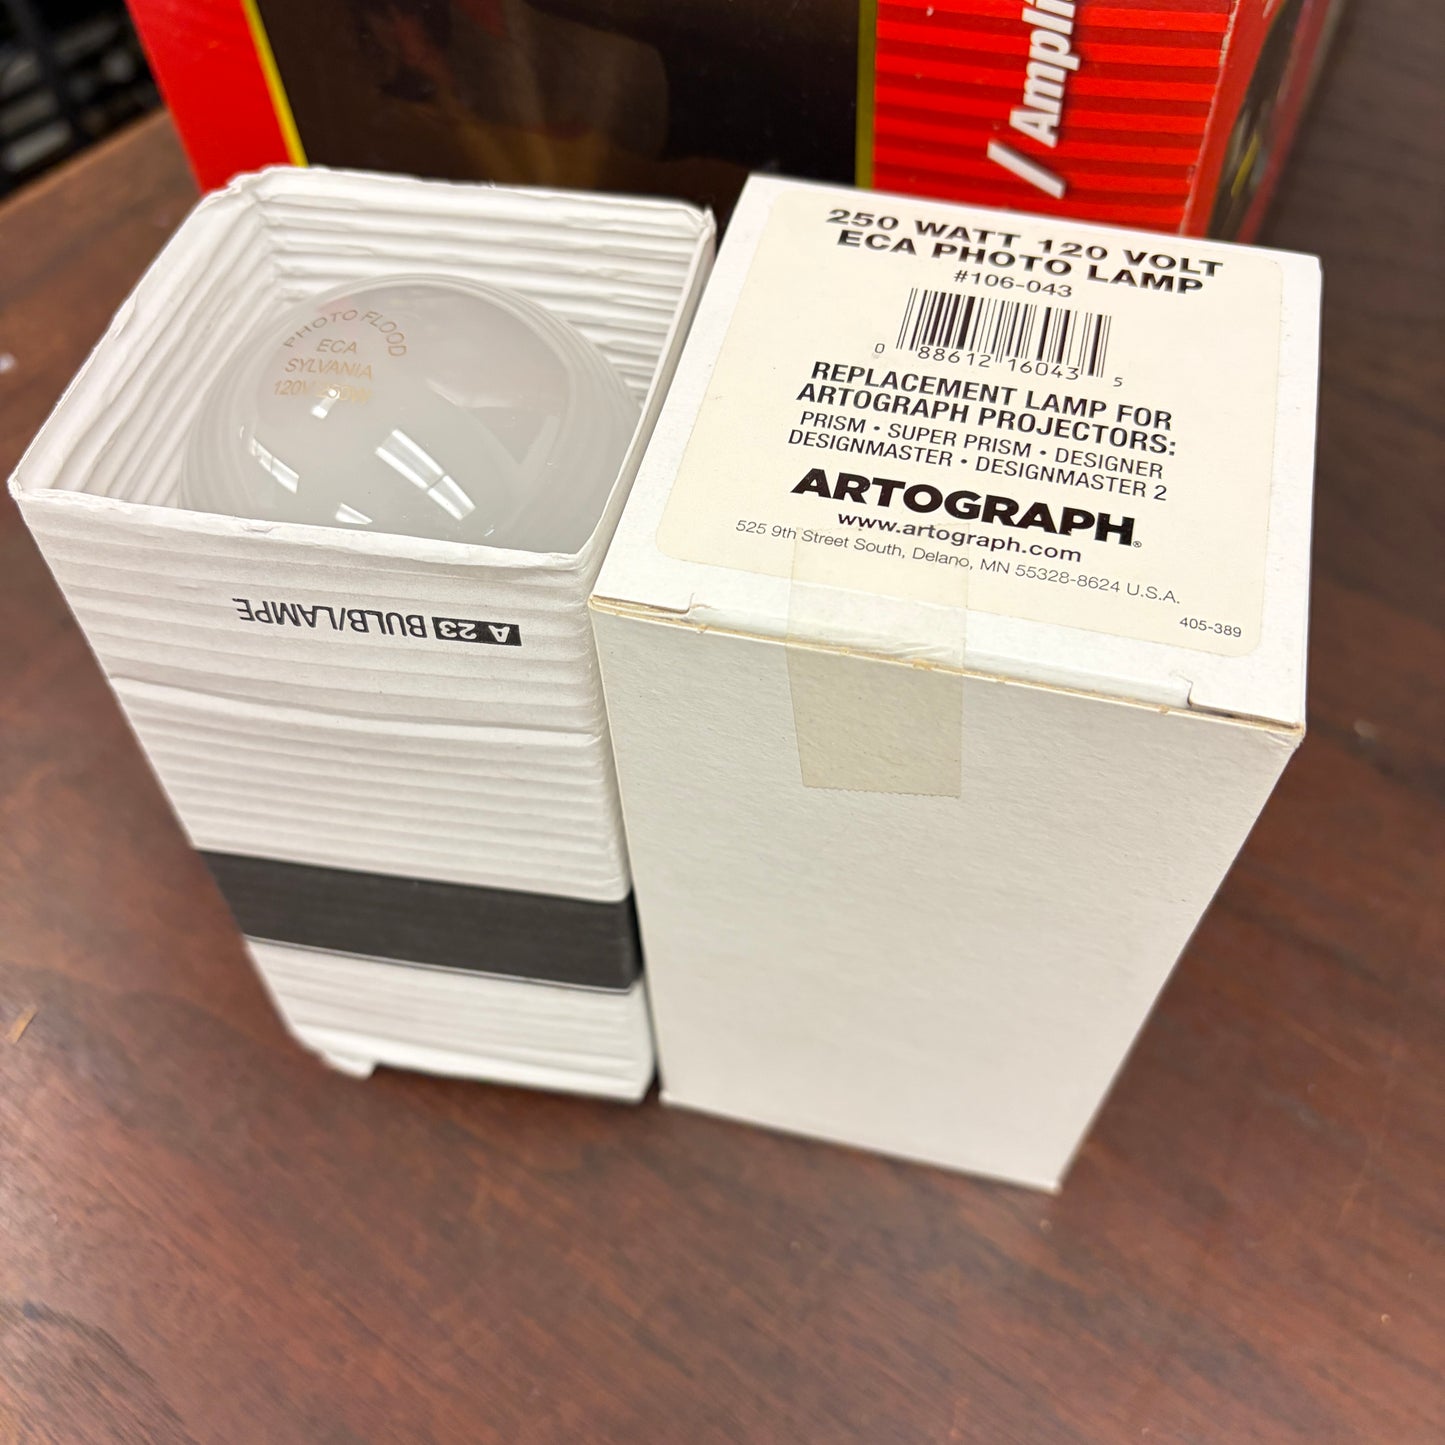 / Ampli
PHOTO FLOOD
ECA
SYLVANIA
120V 250W
A 23 BULB/LAMPE
250 WATT 120 VOLT
ECA PHOTO LAMP
#106-043
0 88612 16043 5
REPLACEMENT LAMP FOR
ARTOGRAPH PROJECTORS:
PRISM • SUPER PRISM • DESIGNER
DESIGNMASTER • DESIGNMASTER 2
ARTOGRAPH®
www.artograph.com
525 9th Street South, Delano, MN 55328-8624 U.S.A.
405-389